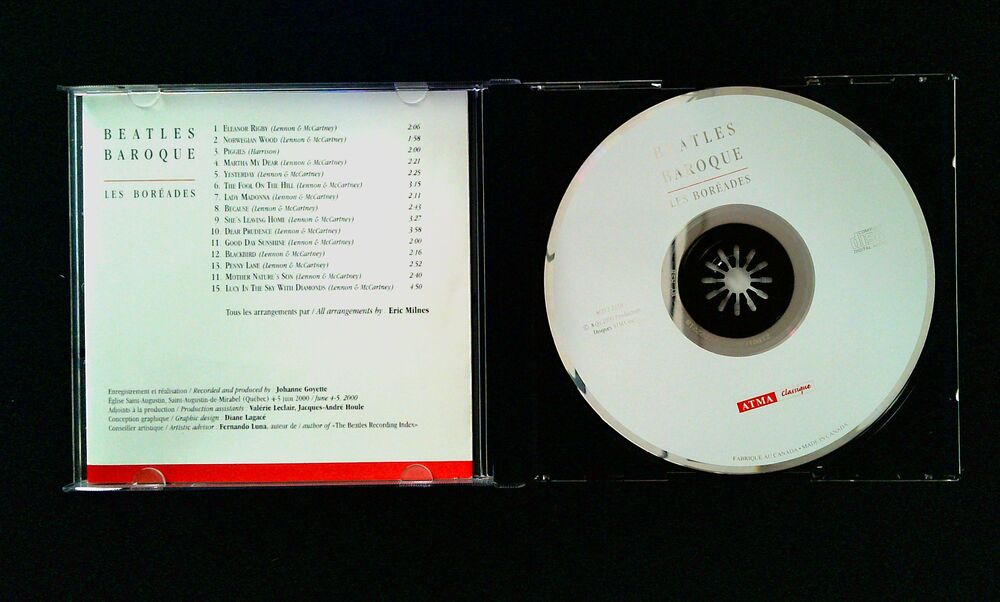 BEATLES
BAROQUE
LES BORÉADES
1. ELEANOR RIGBY (Lennon & McCartney) 2:06
2. NORWEGIAN WOOD (Lennon & McCartney) 1:58
3. PIGGIES (Harrison) 2:00
4. MARTHA MY DEAR (Lennon & McCartney) 2:21
5. YESTERDAY (Lennon & McCartney) 2:25
6. THE FOOL ON THE HILL (Lennon & McCartney) 3:15
7. LADY MADONNA (Lennon & McCartney) 2:11
8. BECAUSE (Lennon & McCartney) 2:43
9. SHE'S LEAVING HOME (Lennon & McCartney) 3:27
10. DEAR PRUDENCE (Lennon & McCartney) 3:58
11. GOOD DAY SUNSHINE (Lennon & McCartney) 2:00
12. BLACKBIRD (Lennon & McCartney) 2:16
13. PENNY LANE (Lennon & McCartney) 2:52
11. MOTHER NATURE'S SON (Lennon & McCartney) 2:40
15. LUCY IN THE SKY WITH DIAMONDS (Lennon & McCartney) 4:50
Tous les arrangements par / All arrangements by Eric Milnes
Enregistrement et réalisation / Recorded and produced by Johanne Goyette
Église Saint-Augustin, Saint-Augustin-de-Mirabel (Québec) 4-5 juin 2000 / June 4-5, 2000
Adjoints à la production / Production assistants : Valérie Leclair, Jacques-André Houle
Conception graphique / Graphic design : Diane Lagacé
Conseiller artistique / Artistic advisor : Fernando Luna, auteur de / author of «The Beatles Recording Index»
BEATLES
BAROQUE
LES BORÉADES
COMPACT
disc
DIGITAL
Disques ATMA inc.
ATMA Classique
FABRIQUÉ AU CANADA • MADE IN CANADA